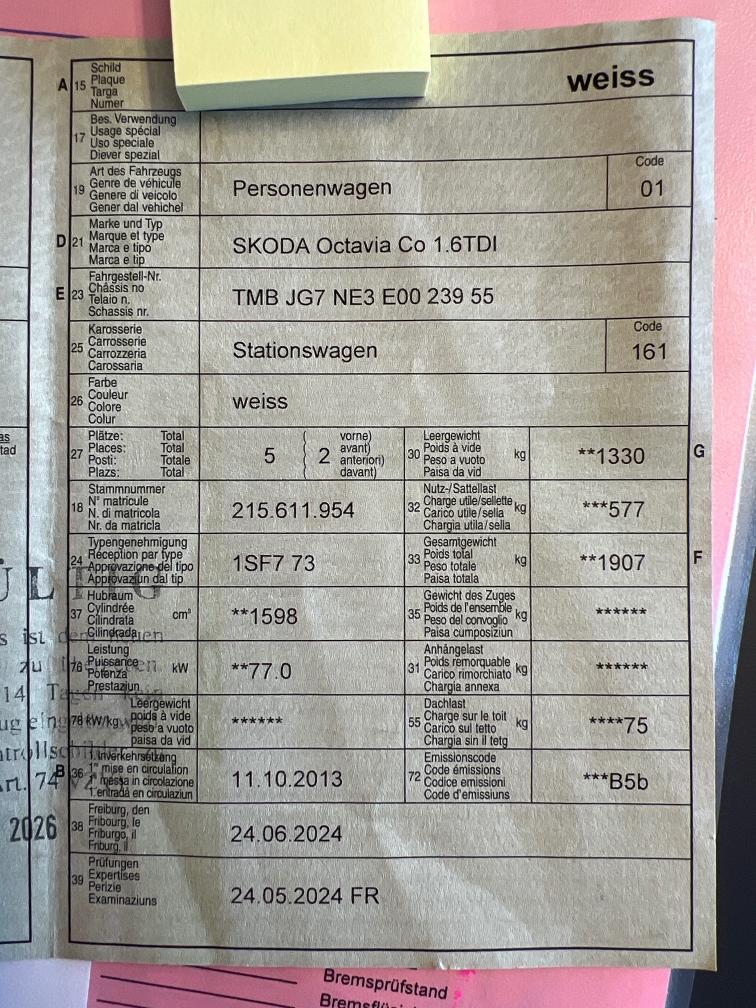 A 15 Schild
Plaque
Targa
Numer
weiss
17 Bes. Verwendung
Usage spécial
Uso speciale
Diever spezial
19 Art des Fahrzeugs
Genre de véhicule
Genere di veicolo
Gener dal vehichel
Personenwagen
Code
01
D 21 Marke und Typ
Marque et type
Marca e tipo
Marca e tip
SKODA Octavia Co 1.6TDI
E 23 Fahrgestell-Nr.
Châssis no
Telaio n.
Schassis nr.
TMB JG7 NE3 E00 239 55
25 Karosserie
Carrosserie
Carrozzeria
Carossaria
Stationswagen
Code
161
26 Farbe
Couleur
Colore
Colur
weiss
27 Plätze: Total
Places: Total
Posti: Totale
Plazs: Total
5 2 vorne)
avant)
anteriori)
davant)
30 Leergewicht
Poids à vide
Peso a vuoto
Paisa da vid
kg
**1330
G
18 Stammnummer
N° matricule
N. di matricola
Nr. da matricla
215.611.954
32 Nutz-/Sattellast
Charge utile/sellette
Carico utile/sella
Chargia utila/sella
kg
***577
24 Typengenehmigung
Réception par type
Approvazione del tipo
Approvaziun dal tip
1SF7 73
33 Gesamtgewicht
Poids total
Peso totale
Paisa totala
kg
**1907
F
37 Hubraum
Cylindrée
Cilindrata
Cilindrada
cm³
**1598
35 Gewicht des Zuges
Poids de l'ensemble
Peso del convoglio
Paisa cumposiziun
kg
******
76 Leistung
Puissance
Potenza
Prestaziun
kW
**77.0
31 Anhängelast
Poids remorquable
Carico rimorchiato
Chargia annexa
kg
******
78 kW/kg
Leergewicht
poids à vide
peso a vuoto
paisa da vid
******
55 Dachlast
Charge sur le toit
Carico sul tetto
Chargia sin il tetg
kg
****75
B 36 1. Inverkehrsetzung
1re mise en circulation
1a messa in circolazione
1. entrada en circulaziun
11.10.2013
72 Emissionscode
Code émissions
Codice emissioni
Code d'emissiuns
***B5b
38 Freiburg, den
Fribourg, le
Friburgo, il
Friburg, il
24.06.2024
39 Prüfungen
Expertises
Perizie
Examinaziuns
24.05.2024 FR
s ist dem neuen
zu
14 Tagen
Art. 74
2026
Bremsprüfstand